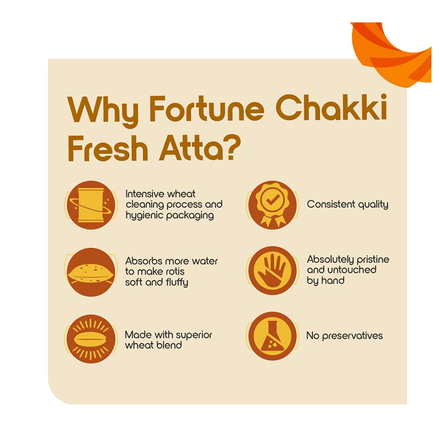 Why Fortune Chakki
Fresh Atta?
Intensive wheat
cleaning process and
hygienic packaging
Consistent quality
Absorbs more water
to make rotis
soft and fluffy
Absolutely pristine
and untouched
by hand
Made with superior
wheat blend
No preservatives